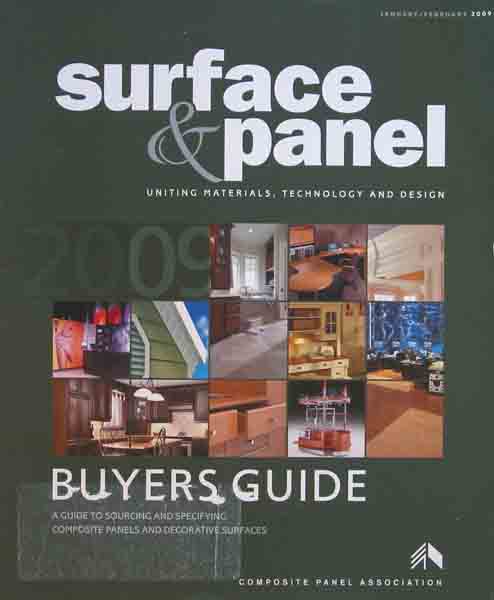 JANUARY/FEBRUARY 2009
surface
& panel
UNITING MATERIALS, TECHNOLOGY AND DESIGN
2009
BUYERS GUIDE
A GUIDE TO SOURCING AND SPECIFYING
COMPOSITE PANELS AND DECORATIVE SURFACES
COMPOSITE PANEL ASSOCIATION